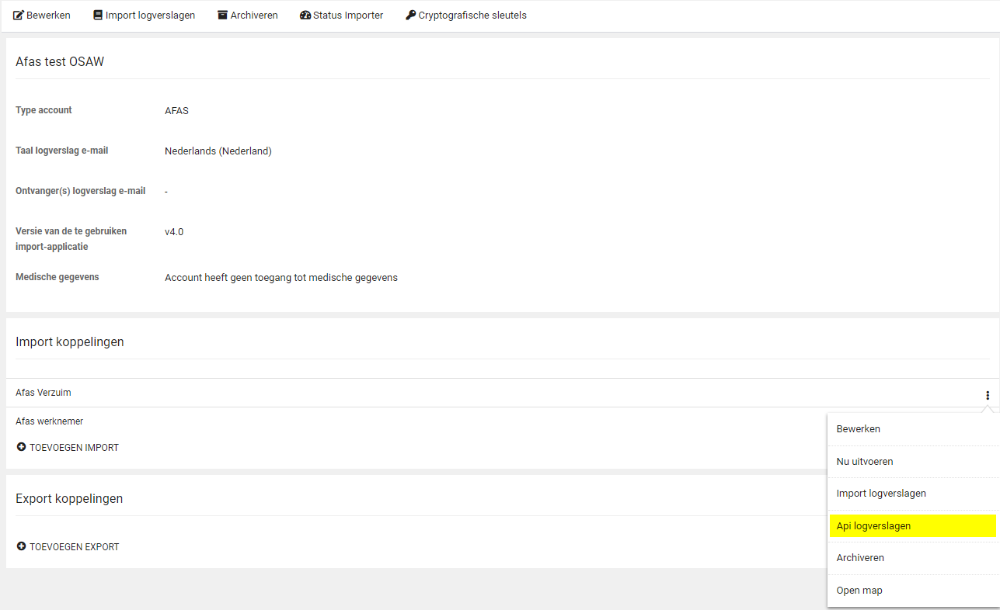 Bewerken Import logverslagen Archiveren Status Importer Cryptografische sleutels
Afas test OSAW
Type account AFAS
Taal logverslag e-mail Nederlands (Nederland)
Ontvanger(s) logverslag e-mail -
Versie van de te gebruiken v4.0
import-applicatie
Medische gegevens Account heeft geen toegang tot medische gegevens
Import koppelingen
Afas Verzuim
Afas werknemer
TOEVOEGEN IMPORT
Export koppelingen
TOEVOEGEN EXPORT
Bewerken
Nu uitvoeren
Import logverslagen
Api logverslagen
Archiveren
Open map